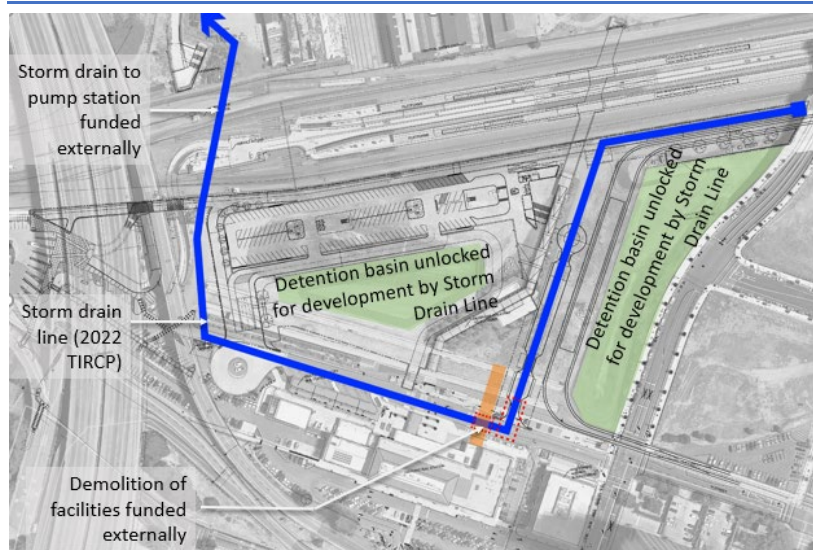 Storm drain to
pump station
funded
externally
Detention basin unlocked
for development by Storm
Drain Line
Detention basin unlocked
for development by Storm
Drain Line
Storm drain
line (2022
TIRCP)
Demolition of
facilities funded
externally